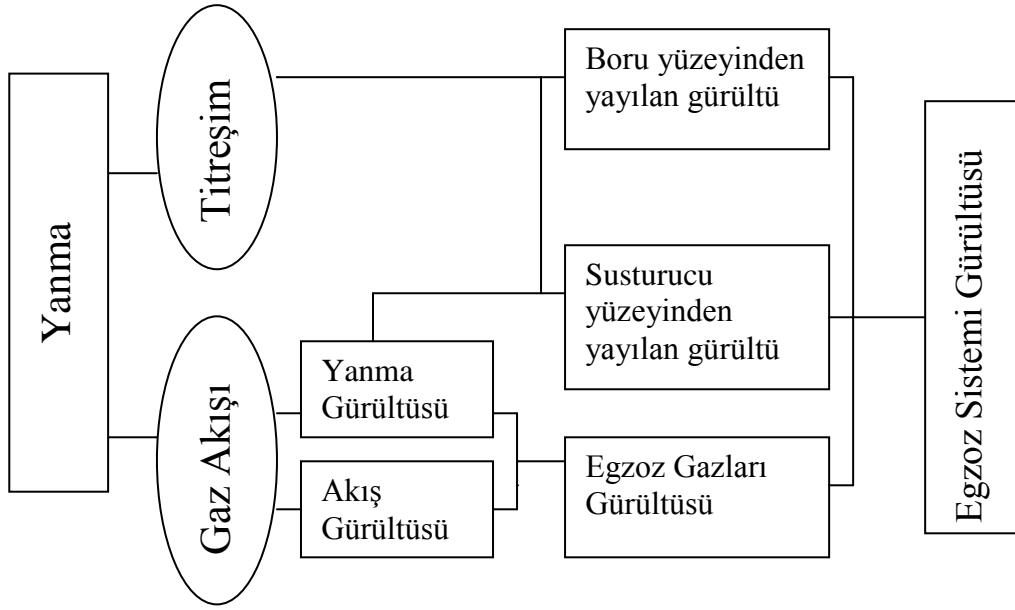 Yanma
Titreşim
Gaz Akışı
Yanma
Gürültüsü
Akış
Gürültüsü
Boru yüzeyinden
yayılan gürültü
Susturucu
yüzeyinden
yayılan gürültü
Egzoz Gazları
Gürültüsü
Egzoz Sistemi Gürültüsü